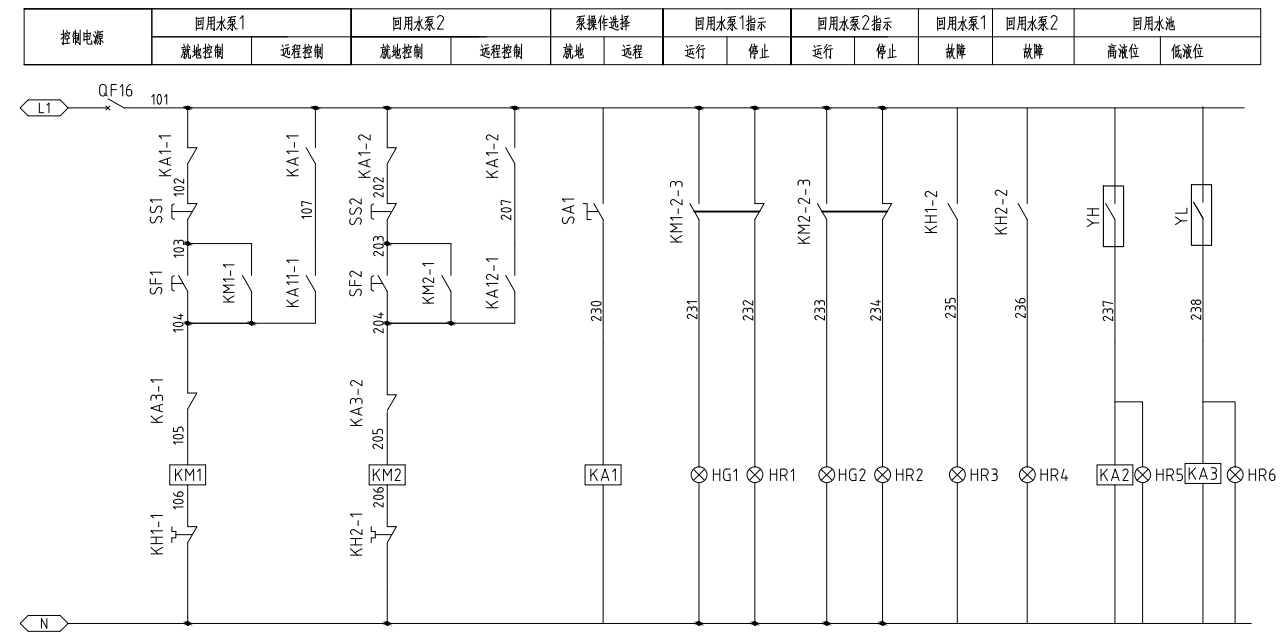 控制电源 回用水泵1 回用水泵2 泵操作选择 回用水泵1指示 回用水泵2指示 回用水泵1 回用水泵2 回用水池
就地控制 远程控制 就地控制 远程控制 就地 远程 运行 停止 运行 停止 故障 故障 高液位 低液位
QF16
L1
101
KA1-1
KA1-1
KA1-2
KA1-2
102
202
SS1
107
SS2
207
SA1
KM1-2-3
KM2-2-3
KH1-2
KH2-2
YH
YL
103
203
SF1
KM1-1
KA11-1
SF2
KM2-1
KA12-1
104
204
230
231
232
233
234
235
236
237
238
KA3-1
KA3-2
105
205
KM1
KM2
KA1
HG1
HR1
HG2
HR2
HR3
HR4
KA2
HR5
KA3
HR6
106
206
KH1-1
KH2-1
N